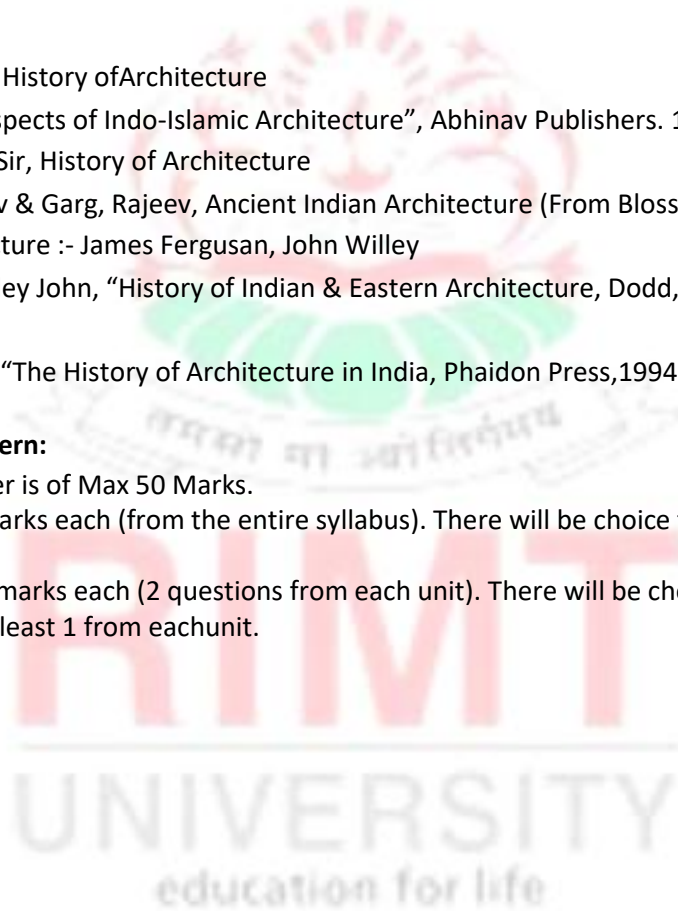 History ofArchitecture
spects of Indo-Islamic Architecture”, Abhinav Publishers. 1
Sir, History of Architecture
v & Garg, Rajeev, Ancient Indian Architecture (From Bloss
ture :- James Fergusan, John Willey
ey John, “History of Indian & Eastern Architecture, Dodd,
“The History of Architecture in India, Phaidon Press,1994
तमसो मा ज्योतिर्गमय
ern:
er is of Max 50 Marks.
arks each (from the entire syllabus). There will be choice
marks each (2 questions from each unit). There will be cho
least 1 from eachunit.
RIMT
UNIVERSITY
education for life